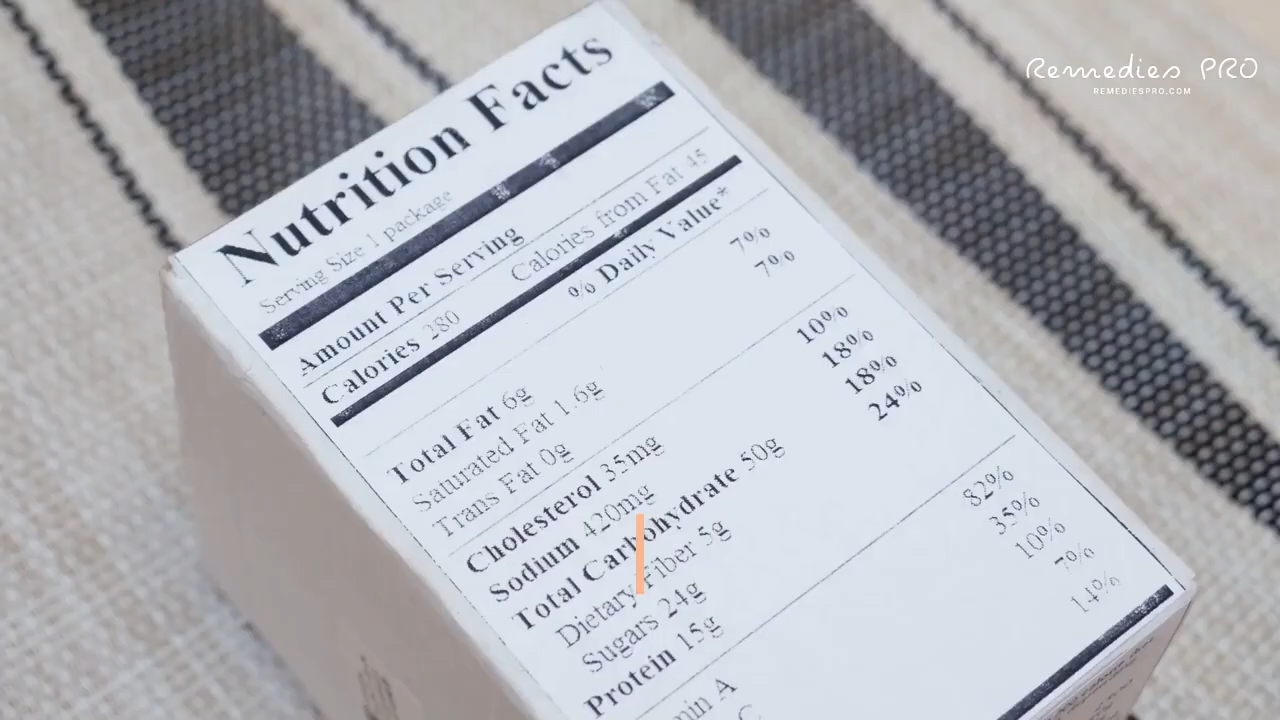 Remedies PRO
REMEDIESPRO.COM
Nutrition Facts
Serving Size 1 package
Amount Per Serving
Calories 280 Calories from Fat 45
% Daily Value*
Total Fat 6g 7%
Saturated Fat 1.6g 7%
Trans Fat 0g
Cholesterol 35mg 10%
Sodium 420mg 18%
Total Carbohydrate 50g 18%
Dietary Fiber 5g 24%
Sugars 24g
Protein 15g 82%
A 35%
C 10%
7%
14%